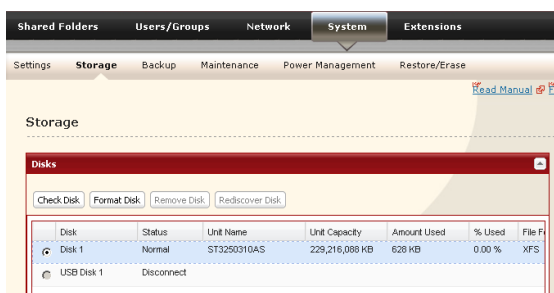 Shared Folders Users/Groups Network System Extensions
Settings Storage Backup Maintenance Power Management Restore/Erase
Read Manual
Storage
Disks
Check Disk Format Disk Remove Disk Rediscover Disk
Disk Status Unit Name Unit Capacity Amount Used % Used File
Disk 1 Normal ST3250310AS 229,216,088 KB 628 KB 0.00 % XFS
USB Disk 1 Disconnect